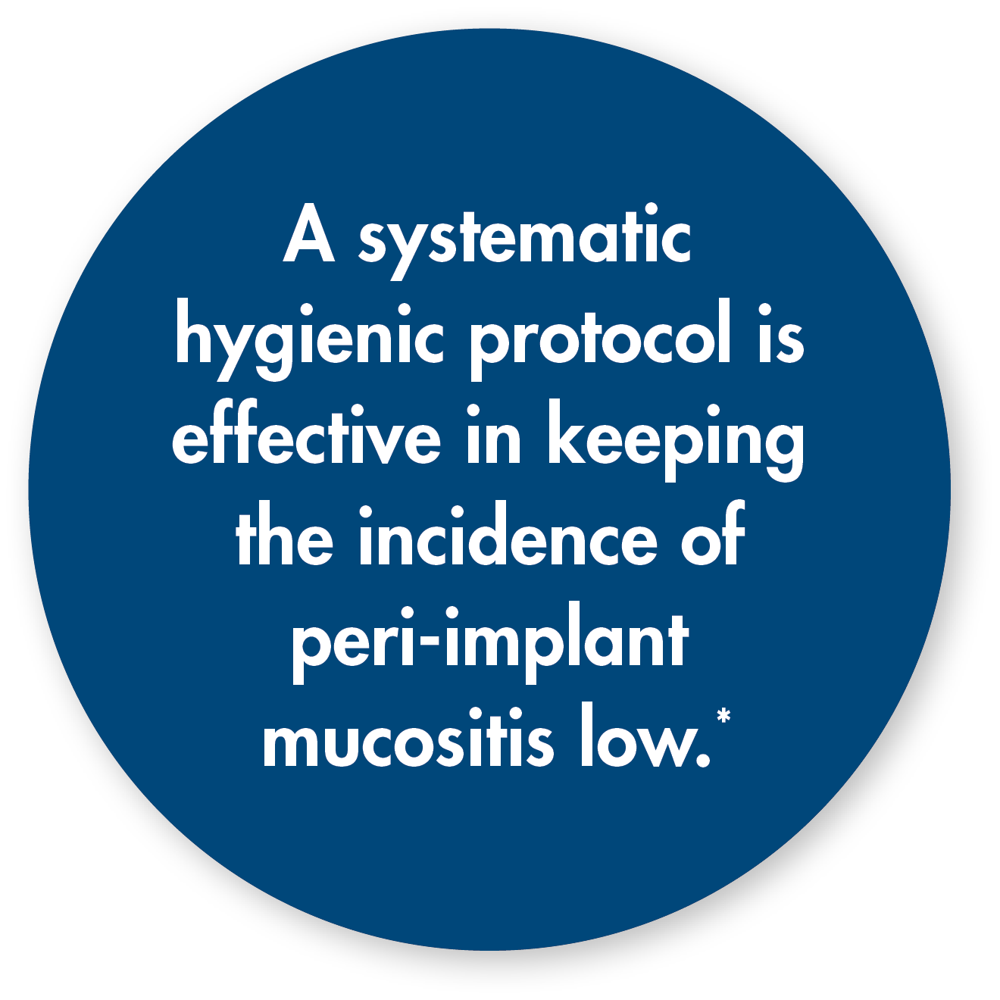 A systematic
hygienic protocol is
effective in keeping
the incidence of
peri-implant
mucositis low.*